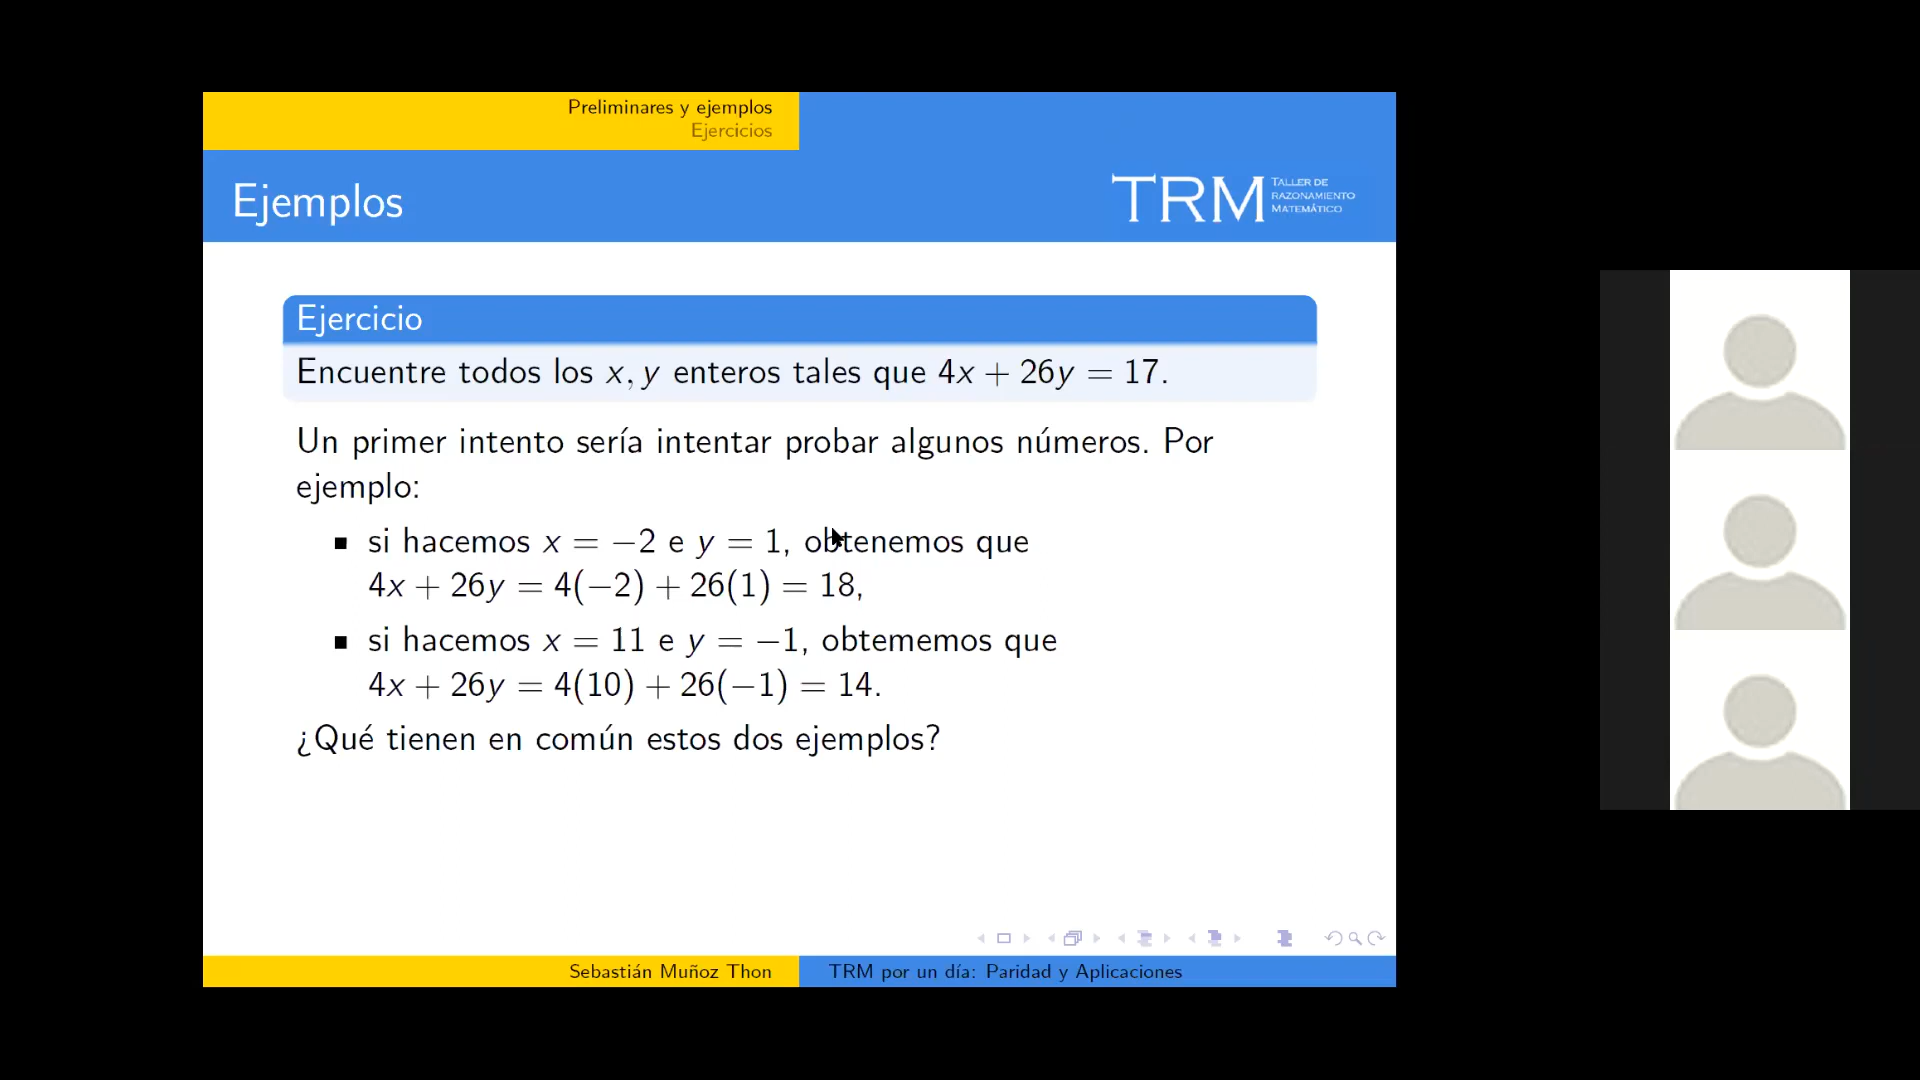 Preliminares y ejemplos
Ejercicios
Ejemplos
TRM
TALLER DE
RAZONAMIENTO
MATEMÁTICO
Ejercicio
Encuentre todos los x, y enteros tales que 4x + 26y = 17.
Un primer intento sería intentar probar algunos números. Por
ejemplo:
si hacemos x = −2 e y = 1, obtenemos que
4x + 26y = 4(−2) + 26(1) = 18,
si hacemos x = 11 e y = −1, obtememos que
4x + 26y = 4(10) + 26(−1) = 14.
¿Qué tienen en común estos dos ejemplos?
Sebastián Muñoz Thon
TRM por un día: Paridad y Aplicaciones